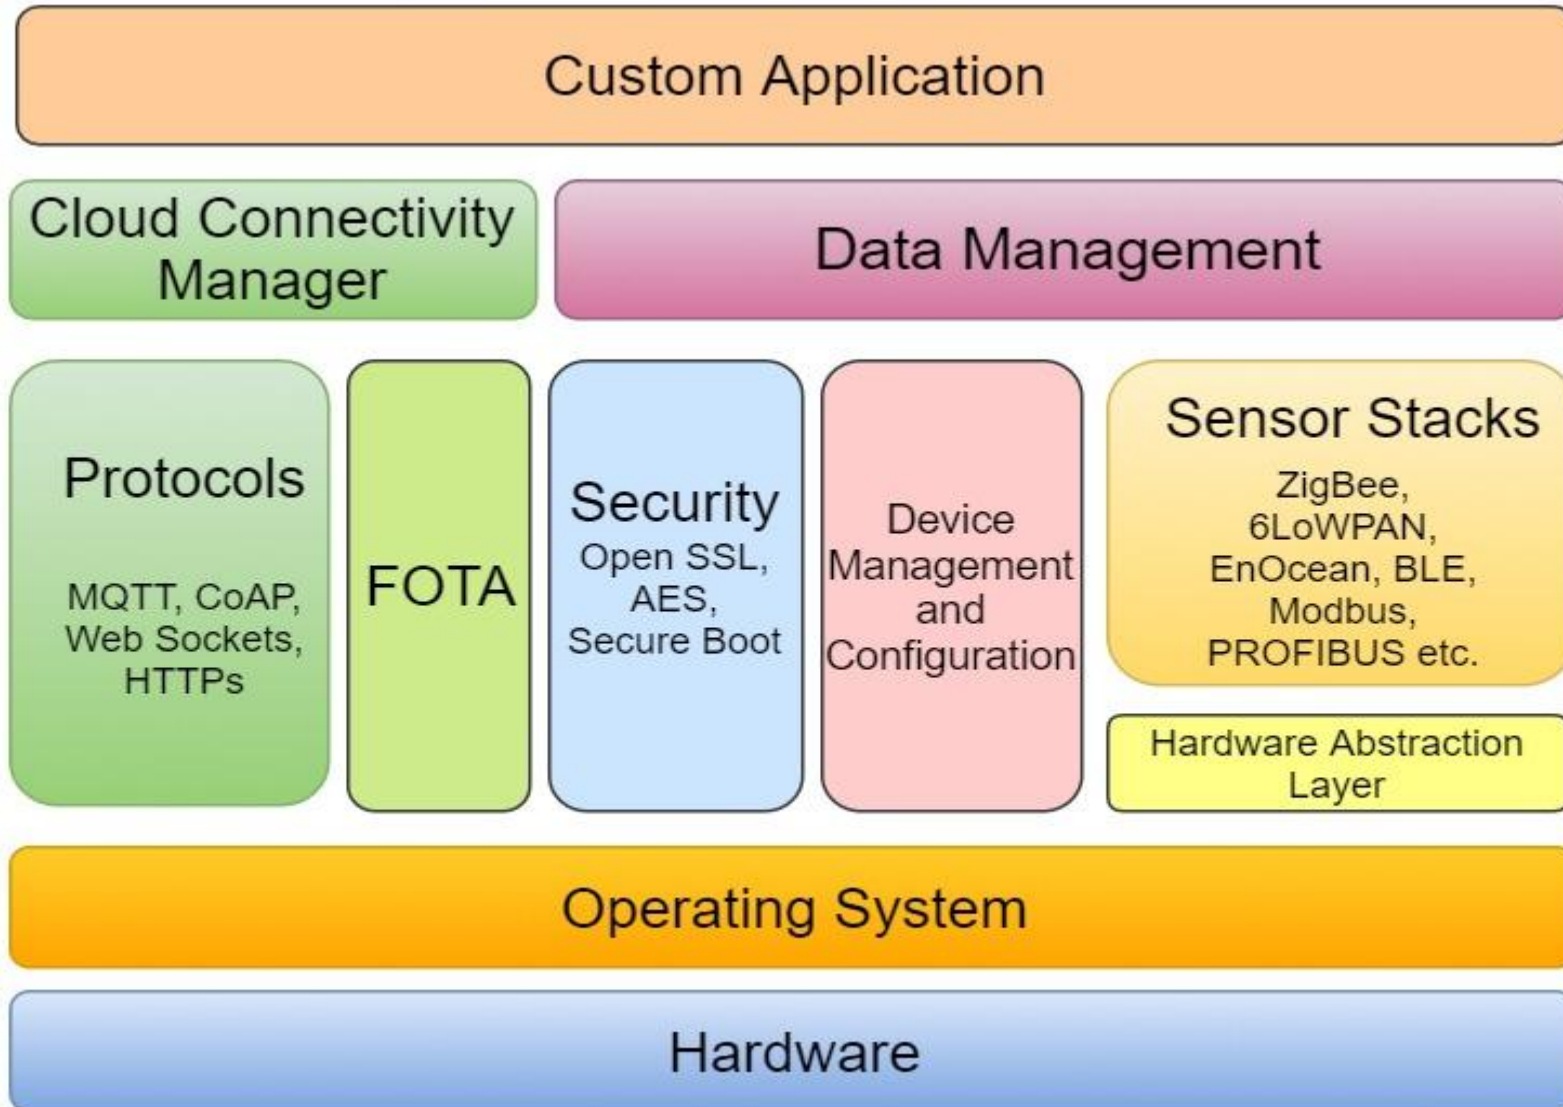 Custom Application
Cloud Connectivity
Manager
Data Management
Protocols
MQTT, CoAP,
Web Sockets,
HTTPs
FOTA
Security
Open SSL,
AES,
Secure Boot
Device
Management
and
Configuration
Sensor Stacks
ZigBee,
6LoWPAN,
EnOcean, BLE,
Modbus,
PROFIBUS etc.
Hardware Abstraction
Layer
Operating System
Hardware